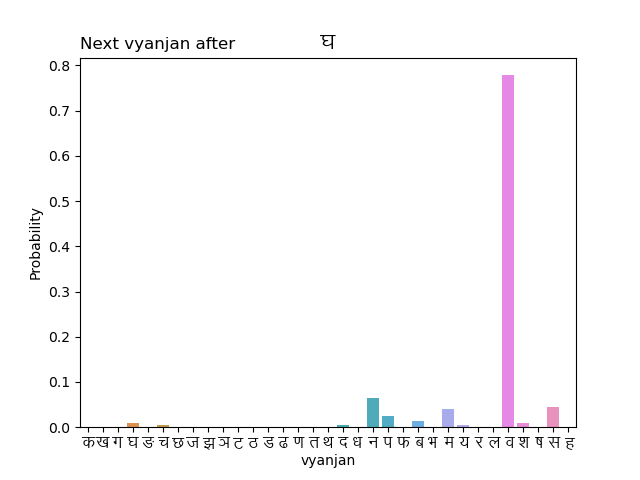 Next vyanjan after घ
0.8
0.7
0.6
0.5
0.4
0.3
0.2
0.1
0.0
Probability
क ख ग घ ङ च छ ज झ ञ ट ठ ड ढ ण त थ द ध न प फ ब भ म य र ल व श ष स ह
vyanjan